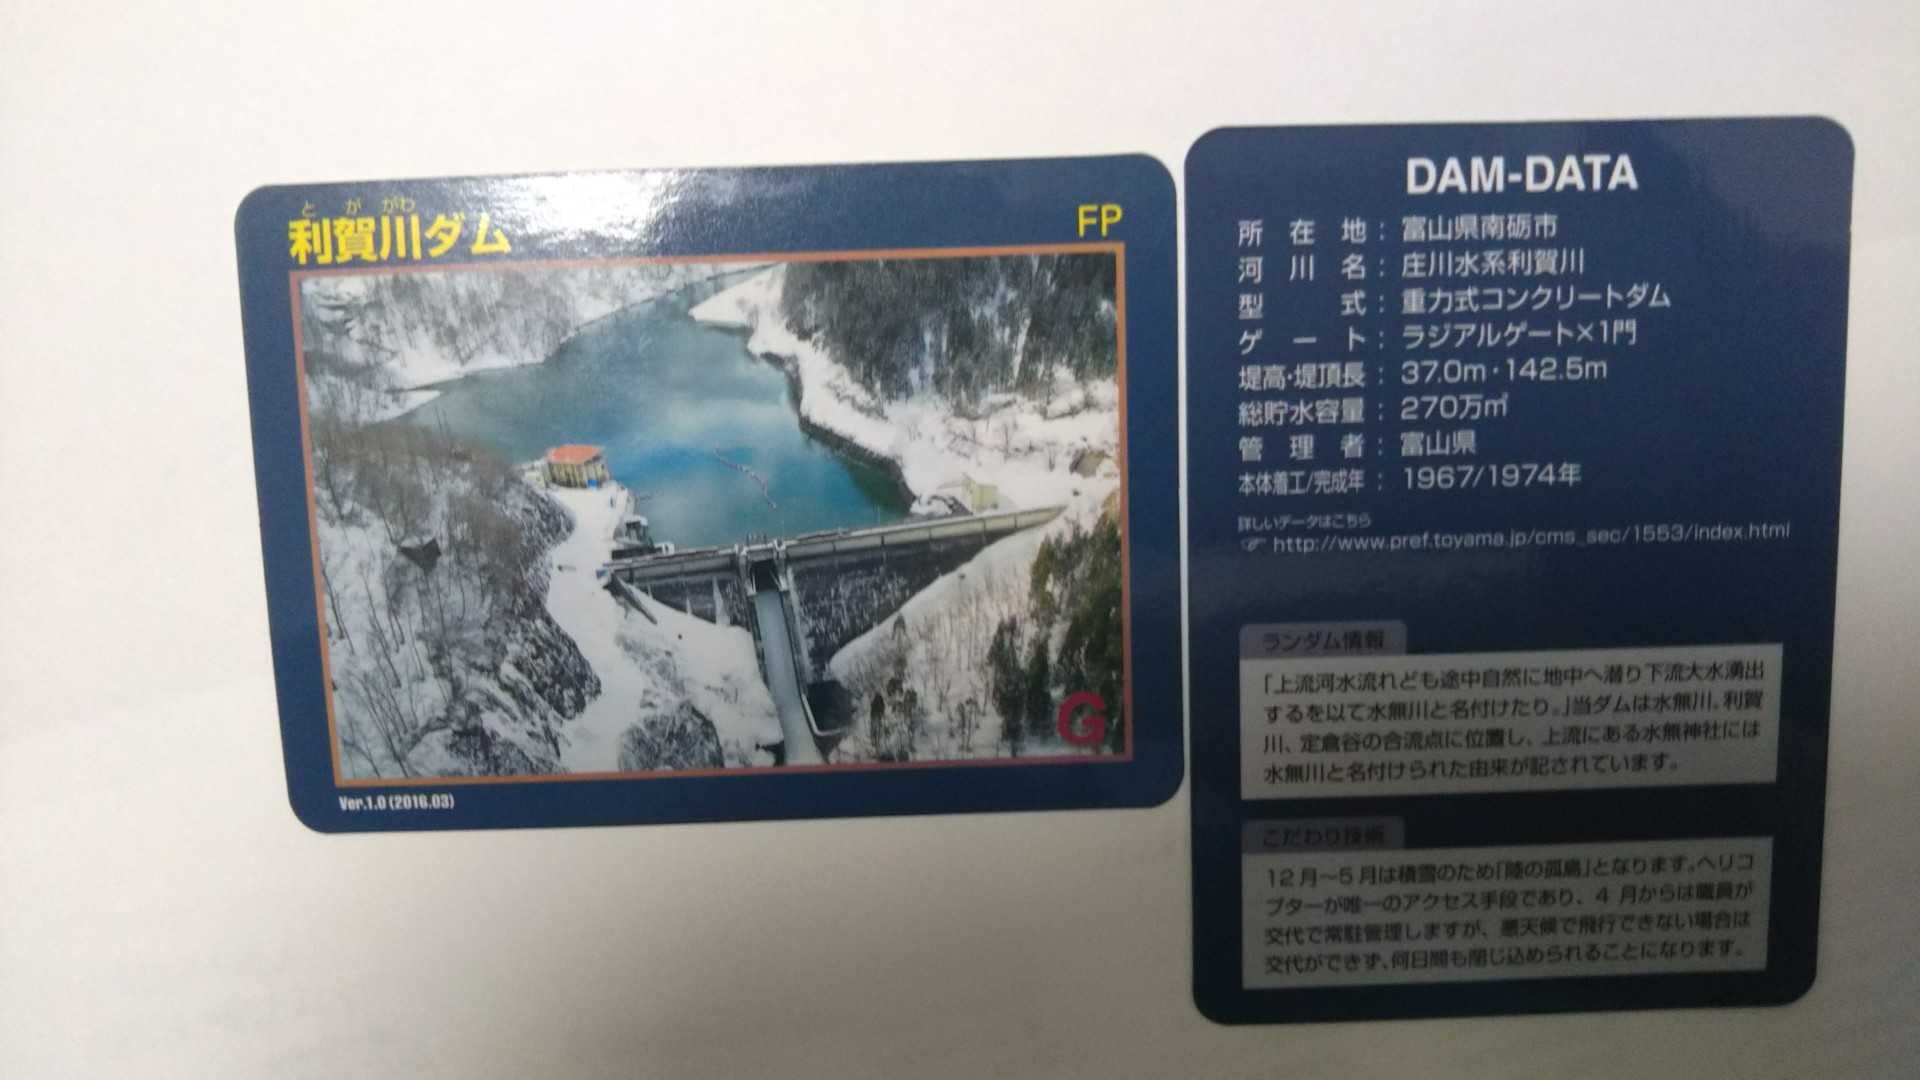 とががわ
利賀川ダム
FP
G
Ver.1.0 (2016.03)
DAM-DATA
所在地：富山県南砺市
河川名：庄川水系利賀川
型式：重力式コンクリートダム
ゲート：ラジアルゲート×1門
堤高・堤頂長：37.0m・142.5m
総貯水容量：270万㎥
管理者：富山県
本体着工/完成年：1967/1974年
詳しいデータはこちら
☞ http://www.pref.toyama.jp/cms_sec/1553/index.html
ランダム情報
「上流河水流れども途中自然に地中へ潜り下流大水湧出
するを以て水無川と名付けたり。」当ダムは水無川、利賀
川、定倉谷の合流点に位置し、上流にある水無神社には
水無川と名付けられた由来が記されています。
こだわり技術
12月〜5月は積雪のため「陸の孤島」となります。ヘリコ
プターが唯一のアクセス手段であり、4月からは職員が
交代で常駐管理しますが、悪天候で飛行できない場合は
交代ができず、何日間も閉じ込められることになります。